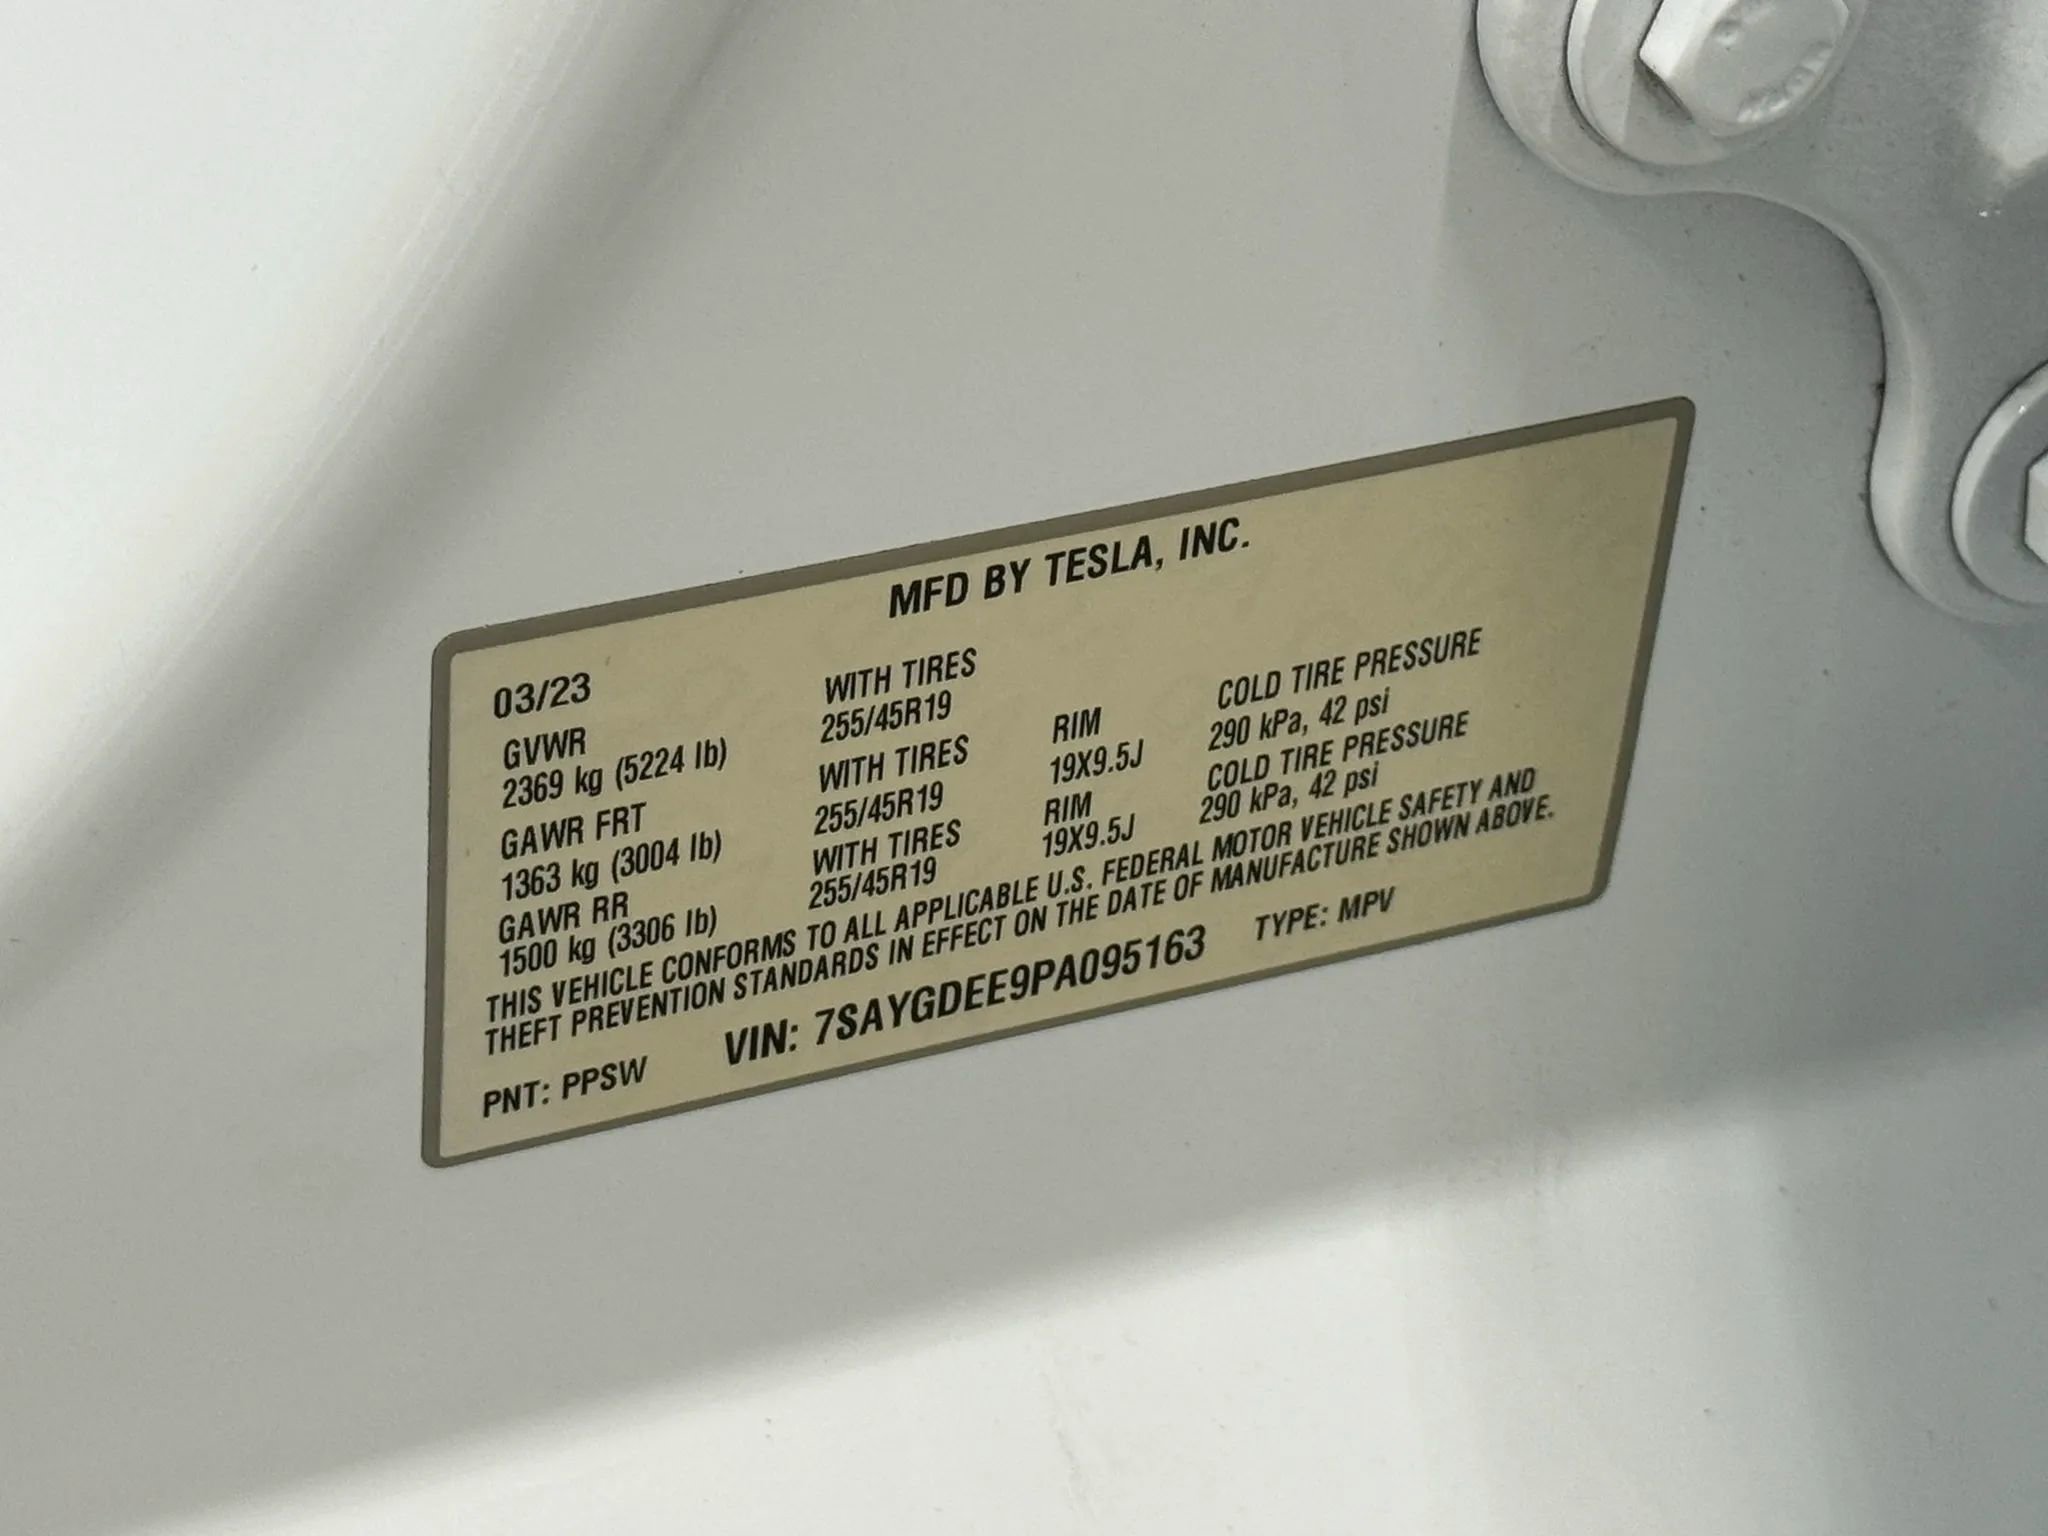 MFD BY TESLA, INC.
03/23
GVWR WITH TIRES
2369 kg (5224 lb) 255/45R19 RIM COLD TIRE PRESSURE
GAWR FRT WITH TIRES 19X9.5J 290 kPa, 42 psi
1363 kg (3004 lb) 255/45R19 RIM COLD TIRE PRESSURE
GAWR RR WITH TIRES 19X9.5J 290 kPa, 42 psi
1500 kg (3306 lb) 255/45R19
THIS VEHICLE CONFORMS TO ALL APPLICABLE U.S. FEDERAL MOTOR VEHICLE SAFETY AND
THEFT PREVENTION STANDARDS IN EFFECT ON THE DATE OF MANUFACTURE SHOWN ABOVE.
PNT: PPSW VIN: 7SAYGDEE9PA095163 TYPE: MPV